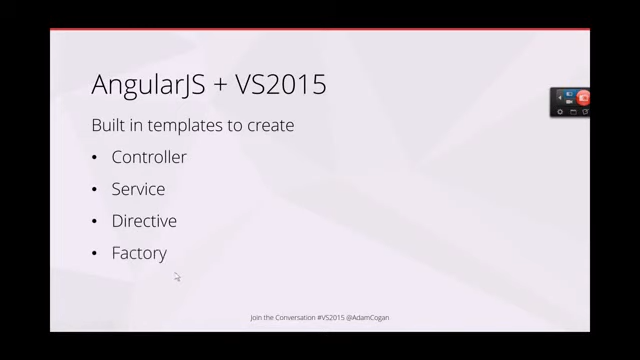 AngularJS + VS2015
Built in templates to create
• Controller
• Service
• Directive
• Factory
Join the Conversation #VS2015 @AdamCogan